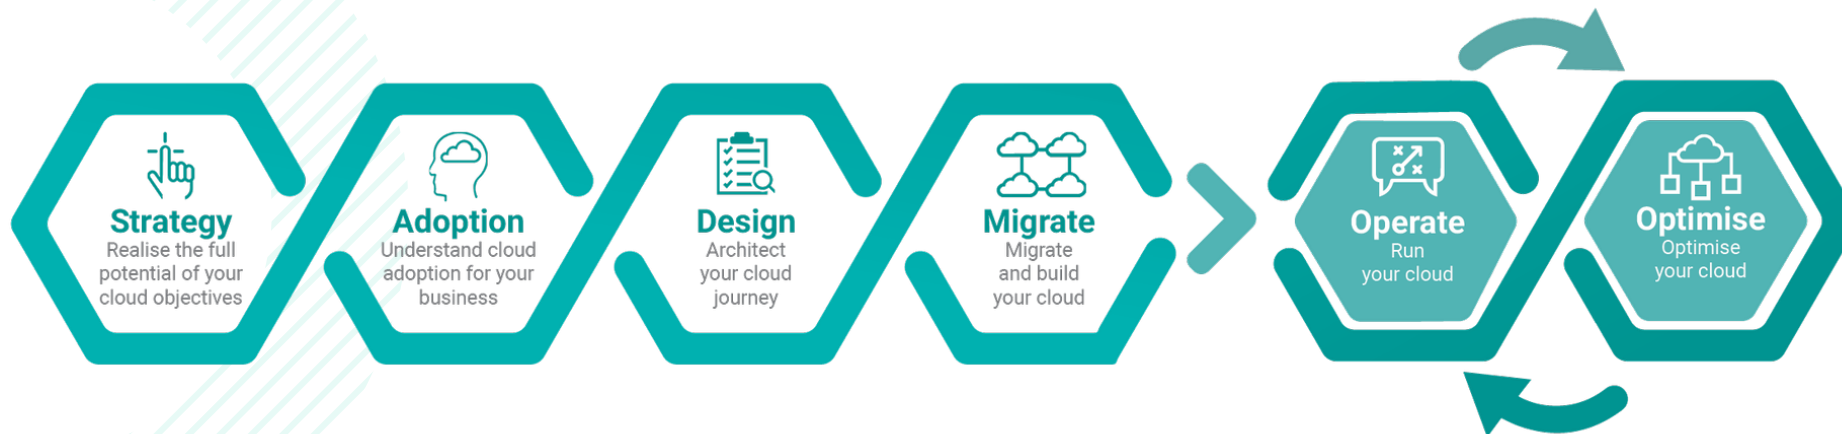 Strategy
Realise the full
potential of your
cloud objectives
Adoption
Understand cloud
adoption for your
business
Design
Architect
your cloud
journey
Migrate
Migrate
and build
your cloud
Operate
Run
your cloud
Optimise
Optimise
your cloud